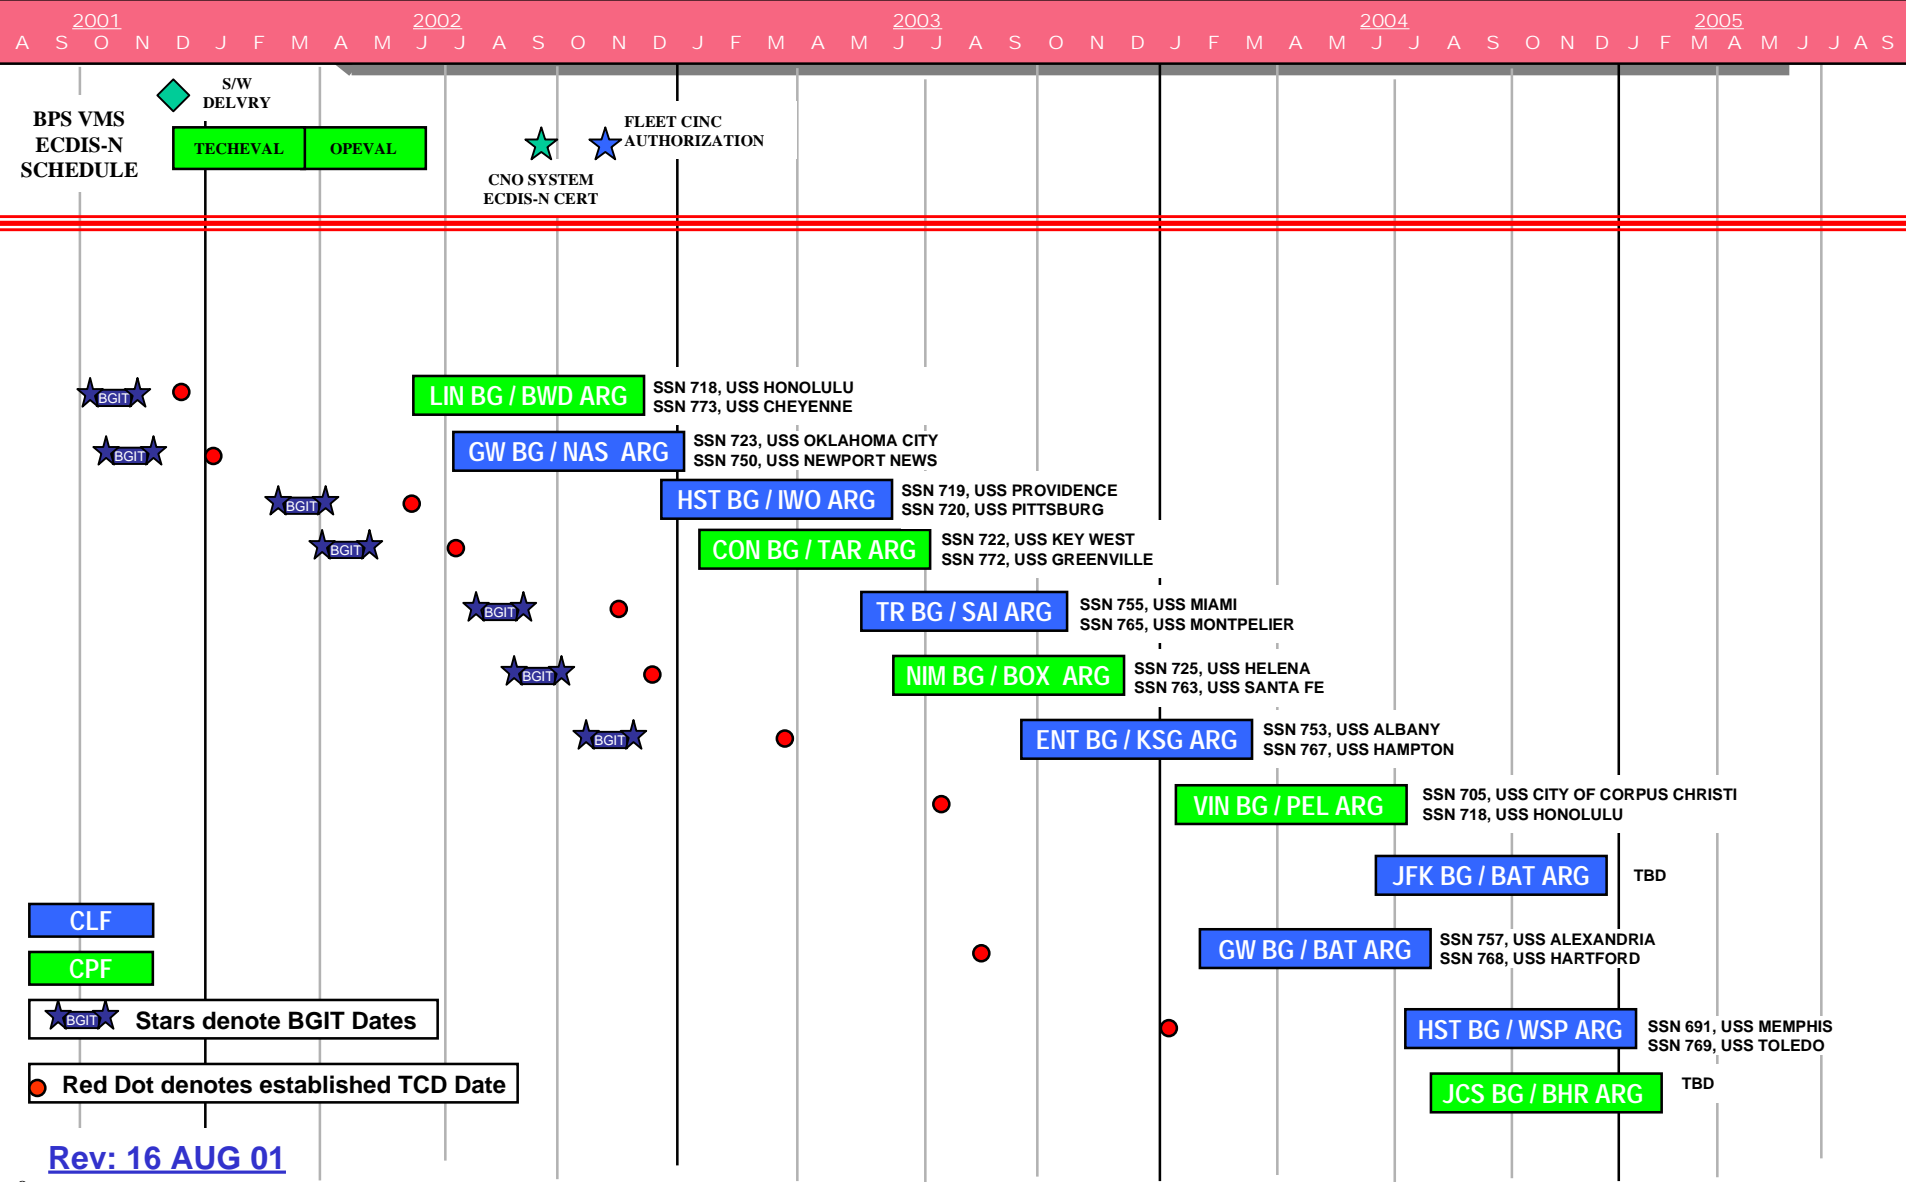 2001 2002 2003 2004 2005
A S O N D J F M A M J J A S O N D J F M A M J J A S O N D J F M A M J J A S O N D J F M A M J J A S
S/W
DELVRY
BPS VMS
ECDIS-N
SCHEDULE
TECHEVAL OPEVAL
FLEET CINC
AUTHORIZATION
CNO SYSTEM
ECDIS-N CERT
BGIT LIN BG / BWD ARG
SSN 718, USS HONOLULU
SSN 773, USS CHEYENNE
BGIT GW BG / NAS ARG
SSN 723, USS OKLAHOMA CITY
SSN 750, USS NEWPORT NEWS
BGIT HST BG / IWO ARG
SSN 719, USS PROVIDENCE
SSN 720, USS PITTSBURG
BGIT CON BG / TAR ARG
SSN 722, USS KEY WEST
SSN 772, USS GREENVILLE
BGIT TR BG / SAI ARG
SSN 755, USS MIAMI
SSN 765, USS MONTPELIER
BGIT NIM BG / BOX ARG
SSN 725, USS HELENA
SSN 763, USS SANTA FE
BGIT ENT BG / KSG ARG
SSN 753, USS ALBANY
SSN 767, USS HAMPTON
VIN BG / PEL ARG
SSN 705, USS CITY OF CORPUS CHRISTI
SSN 718, USS HONOLULU
JFK BG / BAT ARG TBD
CLF
GW BG / BAT ARG
SSN 757, USS ALEXANDRIA
SSN 768, USS HARTFORD
CPF
BGIT Stars denote BGIT Dates
HST BG / WSP ARG
SSN 691, USS MEMPHIS
SSN 769, USS TOLEDO
Red Dot denotes established TCD Date
JCS BG / BHR ARG TBD
Rev: 16 AUG 01